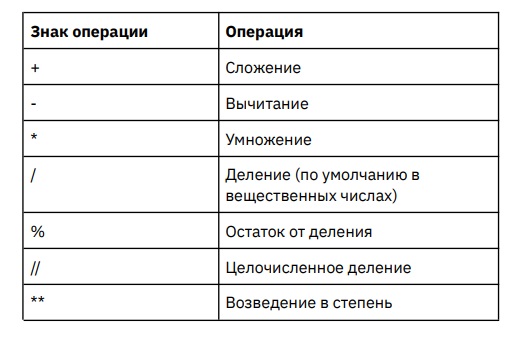 Знак операции Операция
+ Сложение
- Вычитание
* Умножение
/ Деление (по умолчанию в
вещественных числах)
% Остаток от деления
// Целочисленное деление
** Возведение в степень